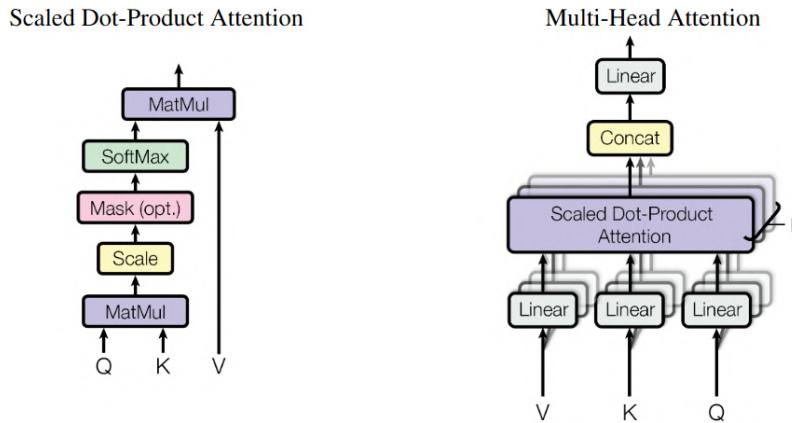 Scaled Dot-Product Attention
MatMul
SoftMax
Mask (opt.)
Scale
MatMul
Q K V
Multi-Head Attention
Linear
Concat
Scaled Dot-Product
Attention
Linear Linear Linear
V K Q